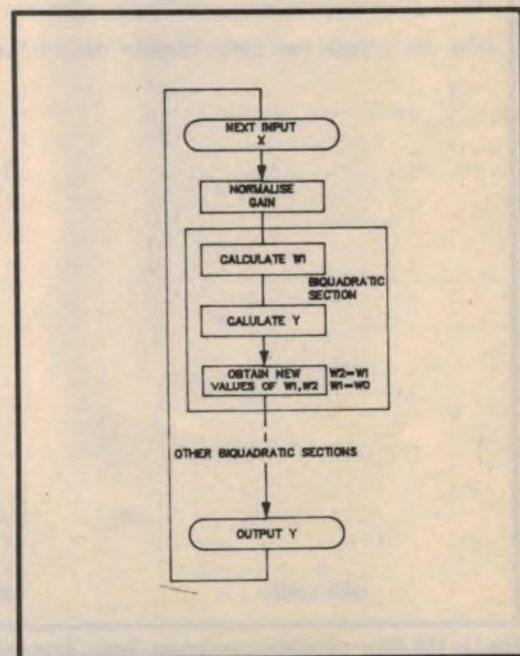 NEXT INPUT
X
NORMALISE
GAIN
CALCULATE W1
BIQUADRATIC
SECTION
CALULATE Y
OBTAIN NEW
VALUES OF W1,W2
W2=W1
W1=W0
OTHER BIQUADRATIC SECTIONS
OUTPUT Y